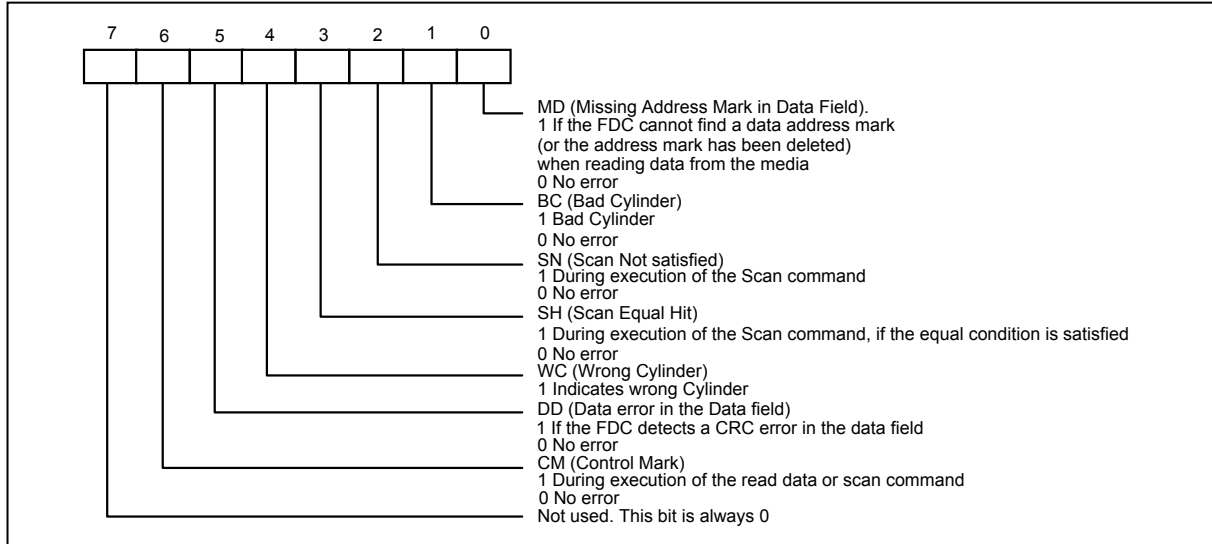 7 6 5 4 3 2 1 0
MD (Missing Address Mark in Data Field).
1 If the FDC cannot find a data address mark
(or the address mark has been deleted)
when reading data from the media
0 No error
BC (Bad Cylinder)
1 Bad Cylinder
0 No error
SN (Scan Not satisfied)
1 During execution of the Scan command
0 No error
SH (Scan Equal Hit)
1 During execution of the Scan command, if the equal condition is satisfied
0 No error
WC (Wrong Cylinder)
1 Indicates wrong Cylinder
DD (Data error in the Data field)
1 If the FDC detects a CRC error in the data field
0 No error
CM (Control Mark)
1 During execution of the read data or scan command
0 No error
Not used. This bit is always 0